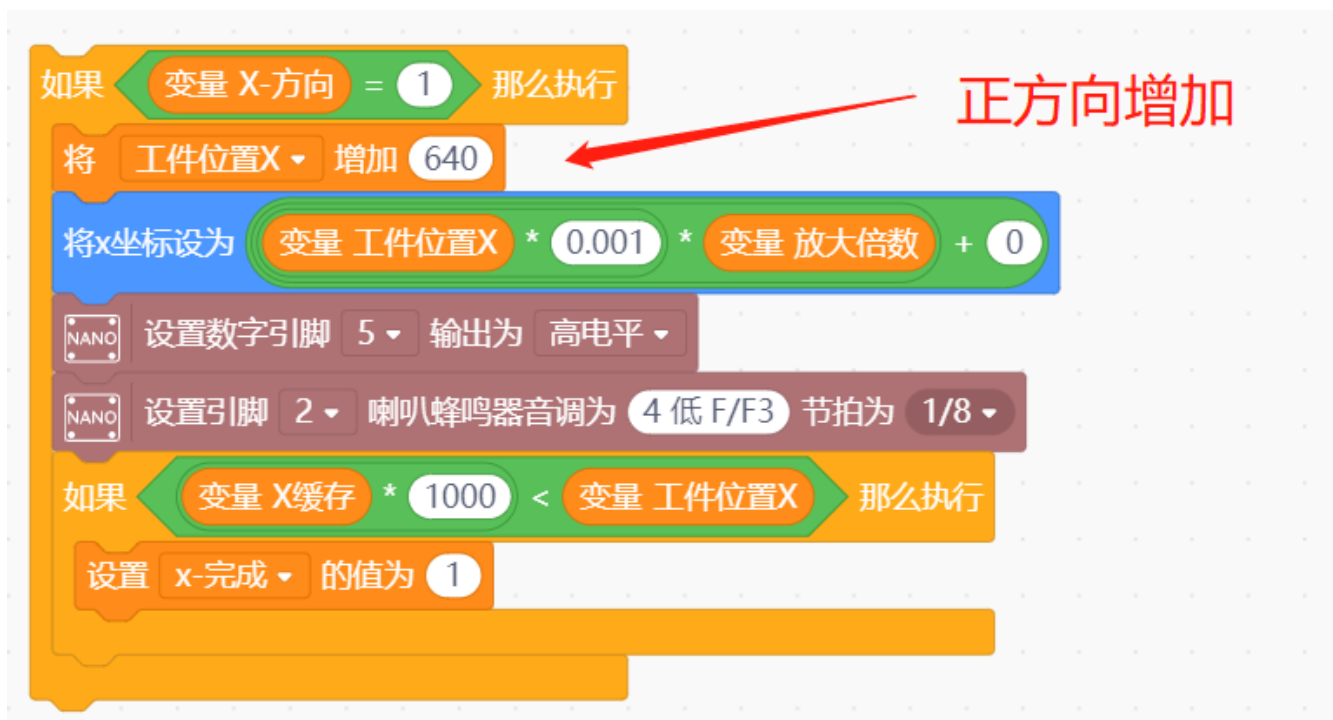 如果 变量 X-方向 = 1 那么执行
正方向增加
将 工件位置X 增加 640
将x坐标设为 变量 工件位置X * 0.001 * 变量 放大倍数 + 0
NANO 设置数字引脚 5 输出为 高电平
NANO 设置引脚 2 喇叭蜂鸣器音调为 4 低 F/F3 节拍为 1/8
如果 变量 X缓存 * 1000 < 变量 工件位置X 那么执行
设置 x-完成 的值为 1